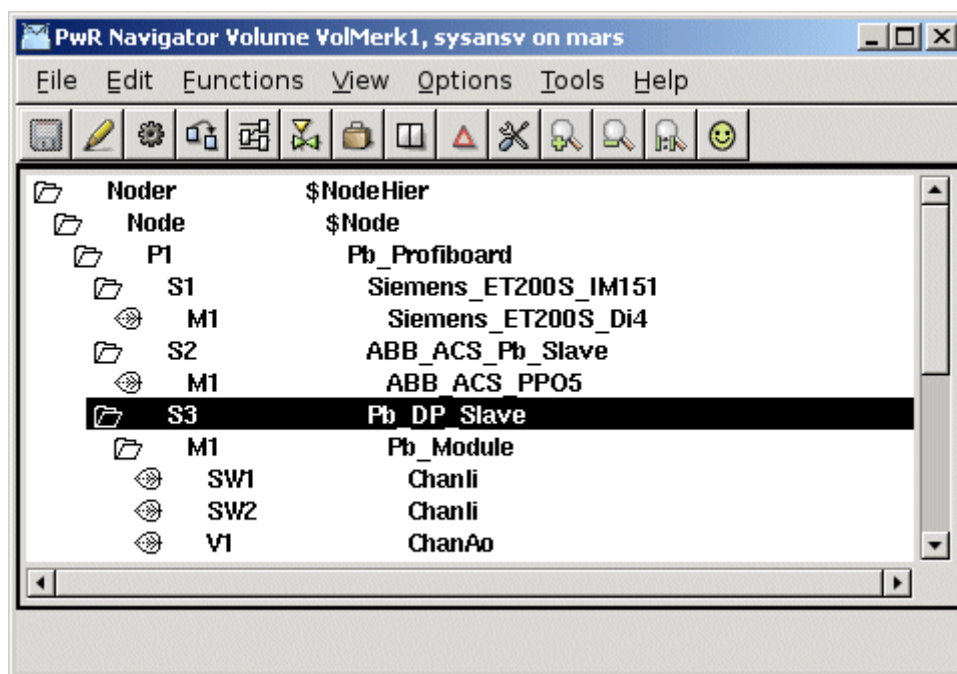 PwR Navigator Volume VolMerk1, sysansv on mars
File Edit Functions View Options Tools Help
Noder $NodeHier
Node $Node
P1 Pb_Profiboard
S1 Siemens_ET200S_IM151
M1 Siemens_ET200S_Di4
S2 ABB_ACS_Pb_Slave
M1 ABB_ACS_PPO5
S3 Pb_DP_Slave
M1 Pb_Module
SW1 ChanIi
SW2 ChanIi
V1 ChanAo